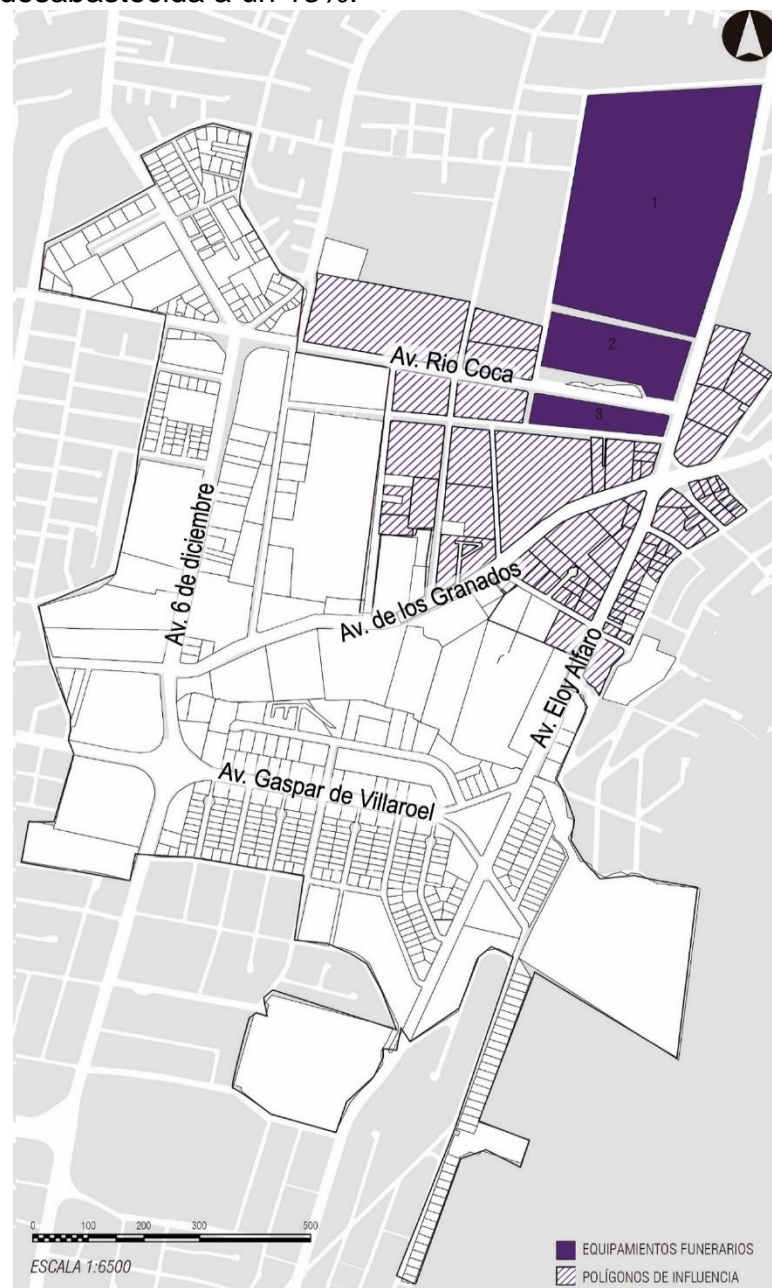 desabastecida a un 15%.
1
2
Av. Rio Coca
3
Av. 6 de diciembre
Av. de los Granados
Av. Eloy Alfaro
Av. Gaspar de Villaroel
0 100 200 300 500
ESCALA 1:6500
EQUIPAMIENTOS FUNERARIOS
POLÍGONOS DE INFLUENCIA